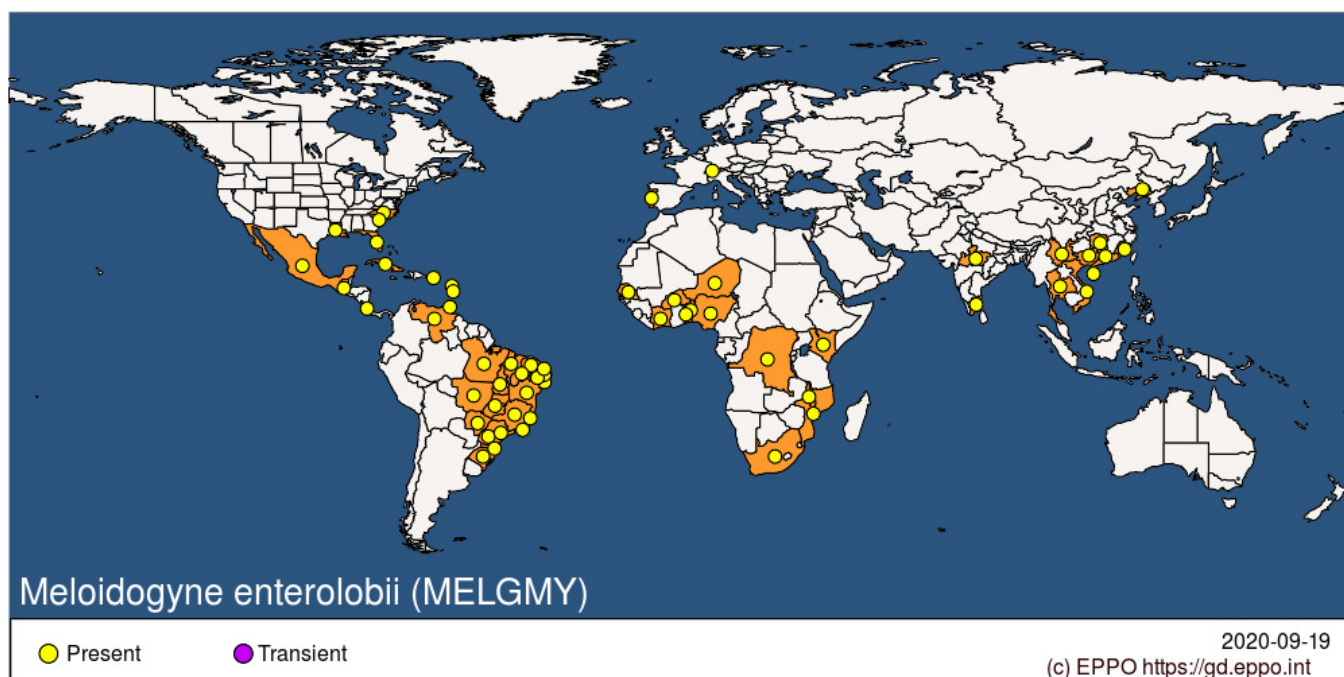 Meloidogyne enterolobii (MELGMY)
Present
Transient
2020-09-19
(c) EPPO https://gd.eppo.int